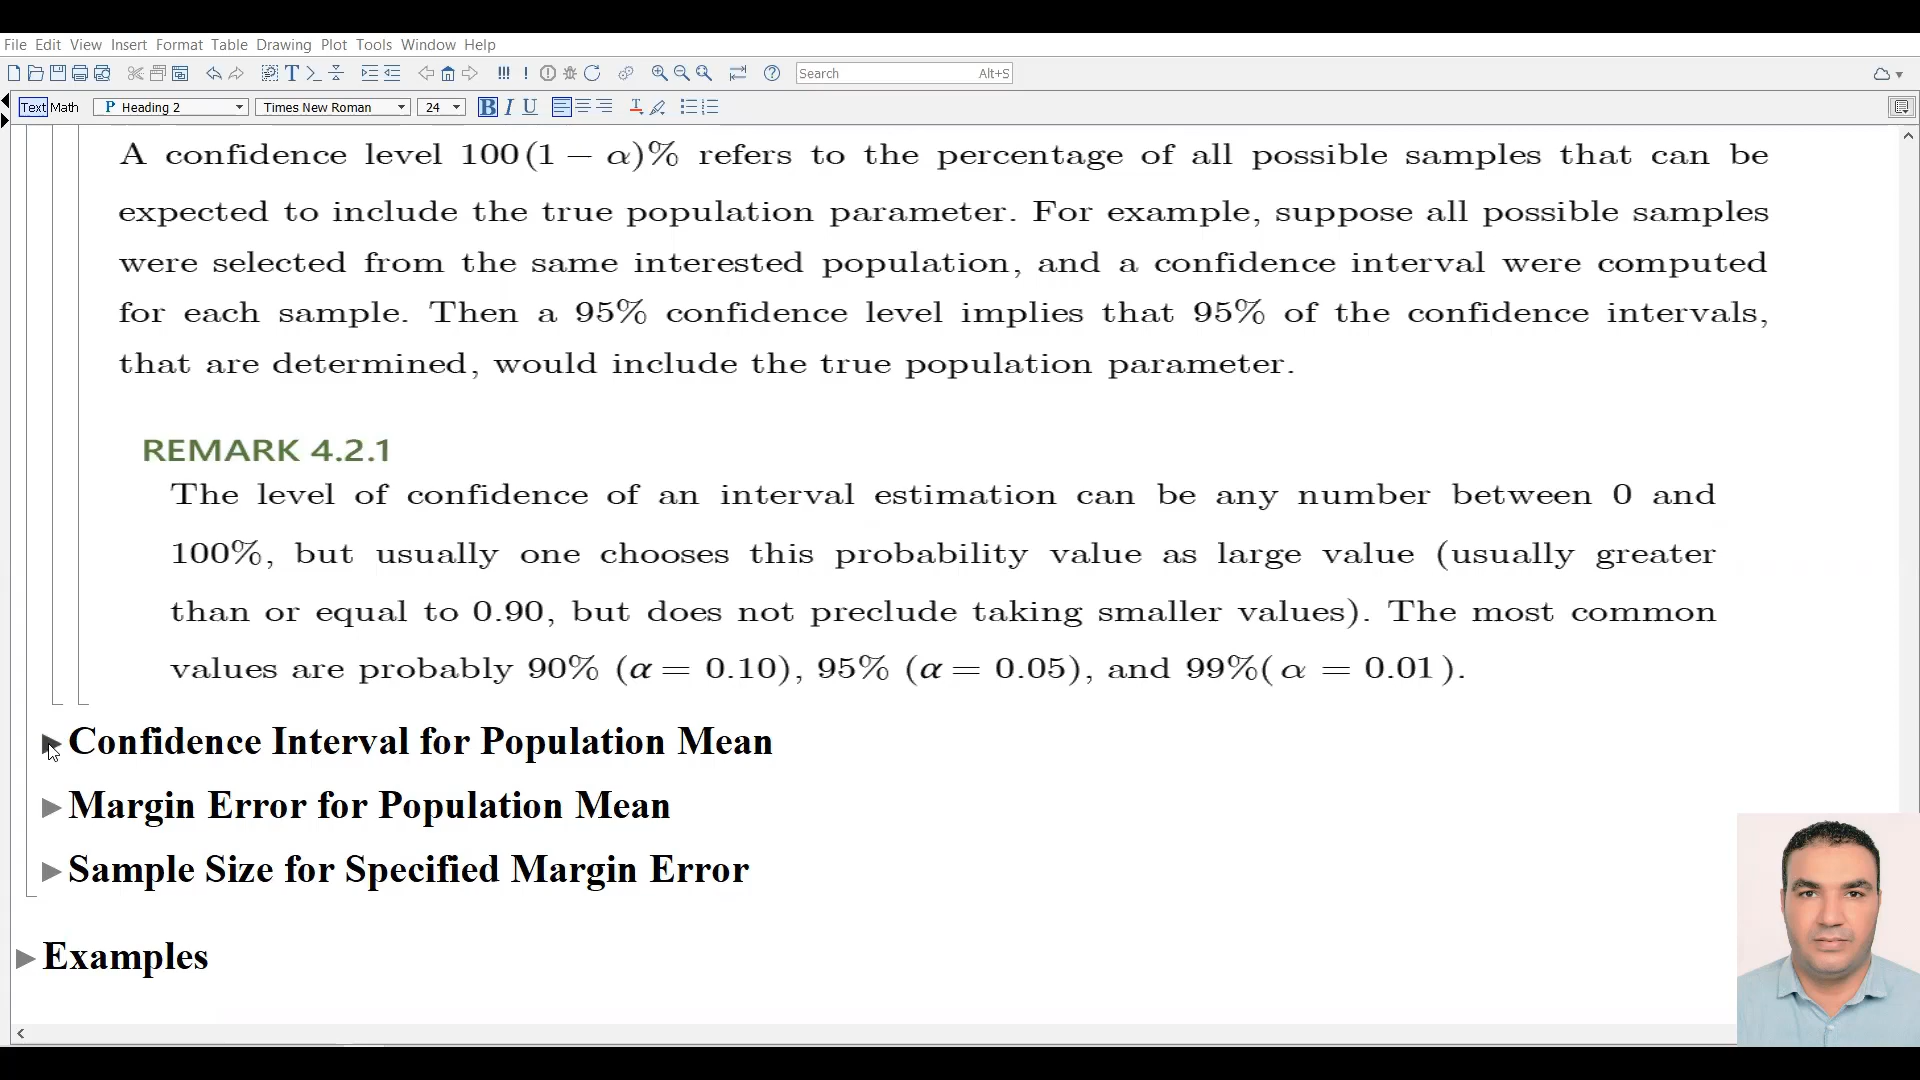 File Edit View Insert Format Table Drawing Plot Tools Window Help
Search Alt+S
Text Math P Heading 2 Times New Roman 24 B I U
A confidence level 100(1 − α)% refers to the percentage of all possible samples that can be
expected to include the true population parameter. For example, suppose all possible samples
were selected from the same interested population, and a confidence interval were computed
for each sample. Then a 95% confidence level implies that 95% of the confidence intervals,
that are determined, would include the true population parameter.
REMARK 4.2.1
The level of confidence of an interval estimation can be any number between 0 and
100%, but usually one chooses this probability value as large value (usually greater
than or equal to 0.90, but does not preclude taking smaller values). The most common
values are probably 90% (α = 0.10), 95% (α = 0.05), and 99%( α = 0.01 ).
Confidence Interval for Population Mean
Margin Error for Population Mean
Sample Size for Specified Margin Error
Examples